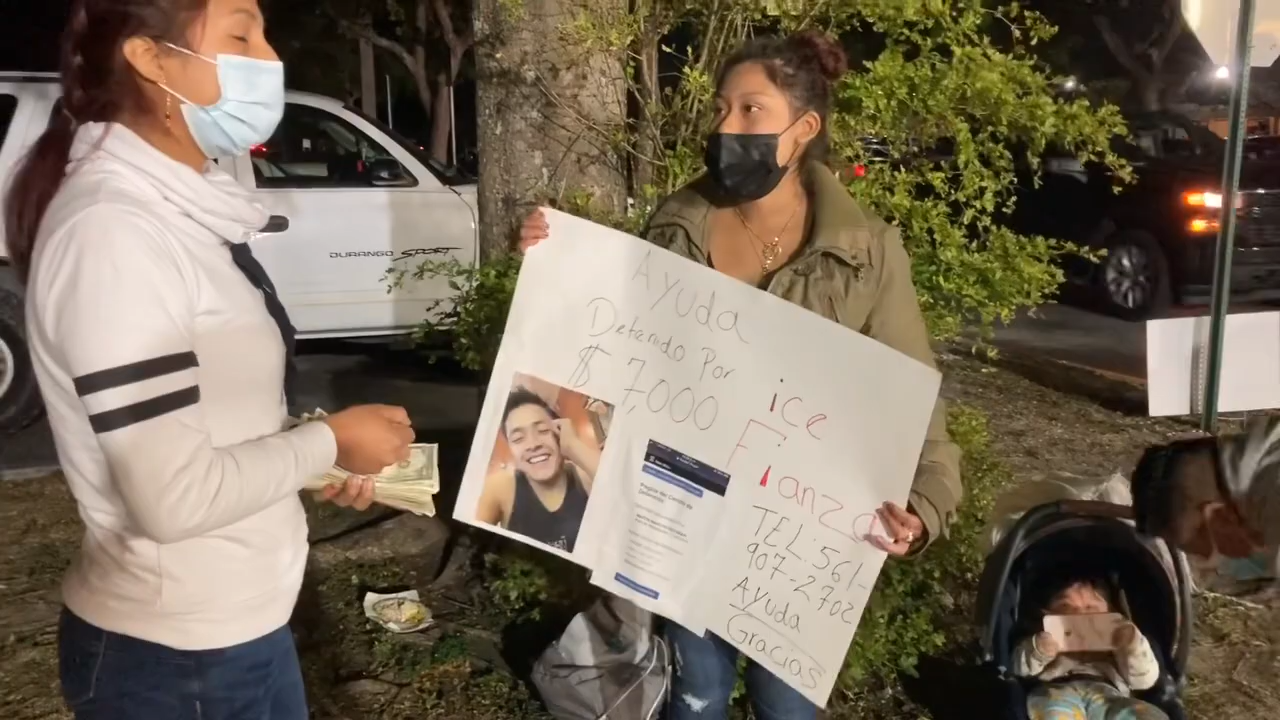 DURANGO SPORT
Ayuda
Detenido Por ice
$ 7,000 Fianza
TEL: 561-
907-2702
Ayuda
Gracias